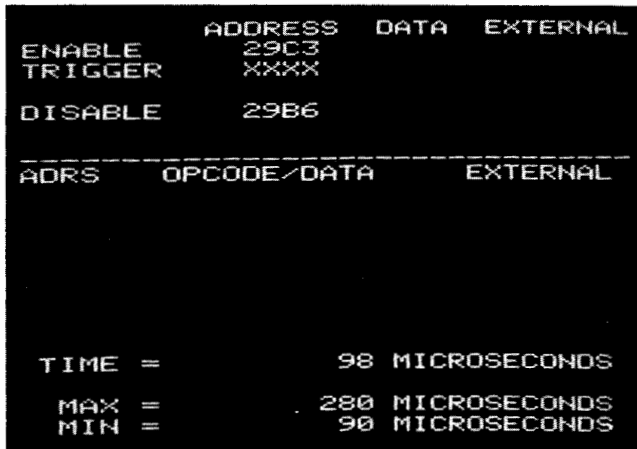 ADDRESS DATA EXTERNAL
ENABLE 29C3
TRIGGER XXXX
DISABLE 29B6
ADRS OPCODE/DATA EXTERNAL
TIME = 98 MICROSECONDS
MAX = 280 MICROSECONDS
MIN = 90 MICROSECONDS